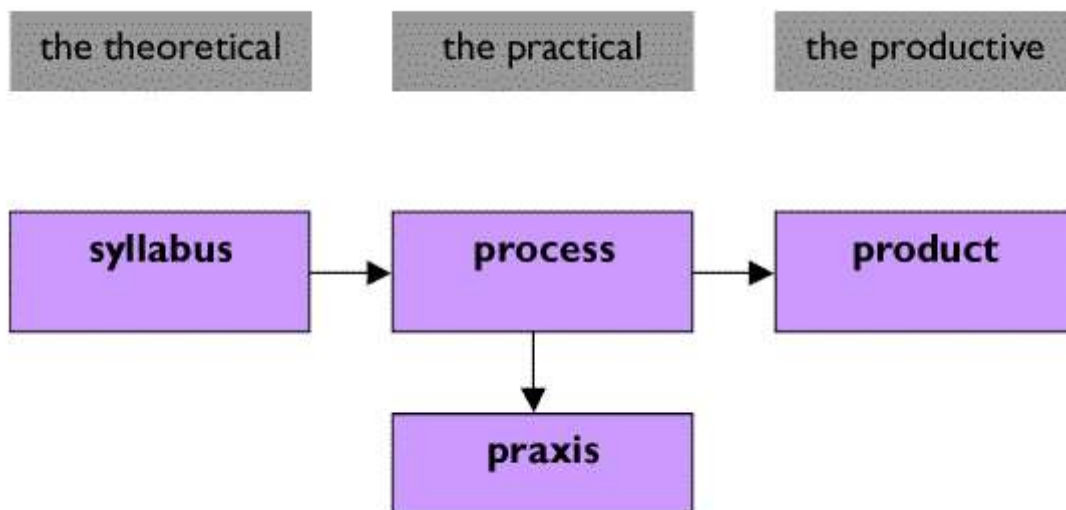 the theoretical
the practical
the productive
syllabus
process
product
praxis